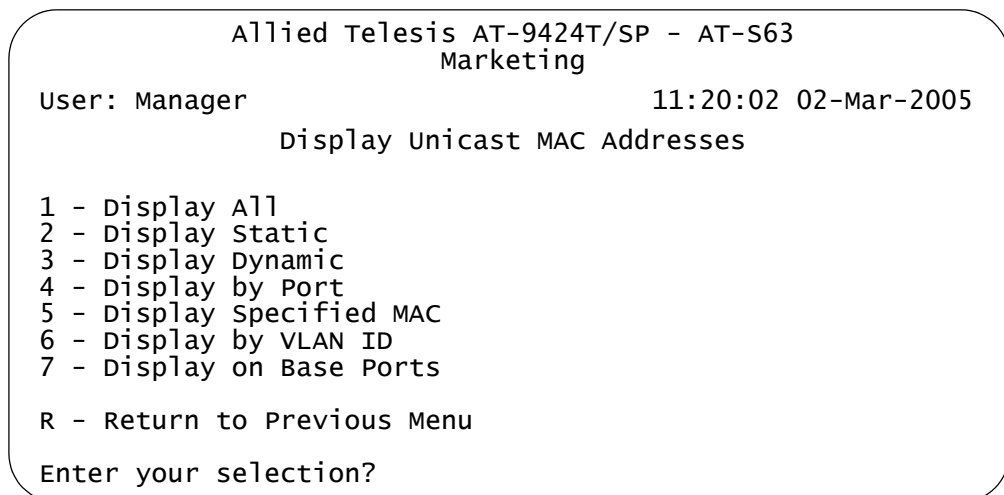 Allied Telesis AT-9424T/SP - AT-S63
Marketing
User: Manager 11:20:02 02-Mar-2005
Display Unicast MAC Addresses
1 - Display All
2 - Display Static
3 - Display Dynamic
4 - Display by Port
5 - Display Specified MAC
6 - Display by VLAN ID
7 - Display on Base Ports
R - Return to Previous Menu
Enter your selection?